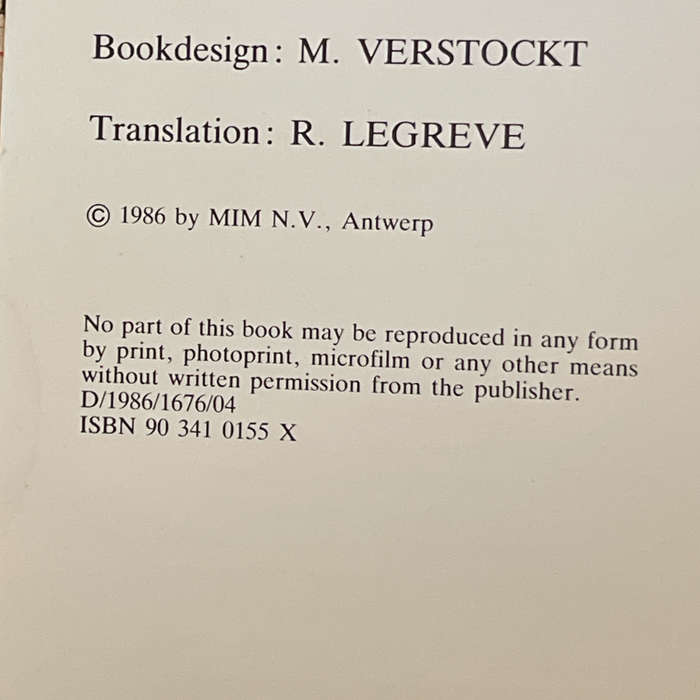 Bookdesign: M. VERSTOCKT
Translation: R. LEGREVE
© 1986 by MIM N.V., Antwerp
No part of this book may be reproduced in any form
by print, photoprint, microfilm or any other means
without written permission from the publisher.
D/1986/1676/04
ISBN 90 341 0155 X